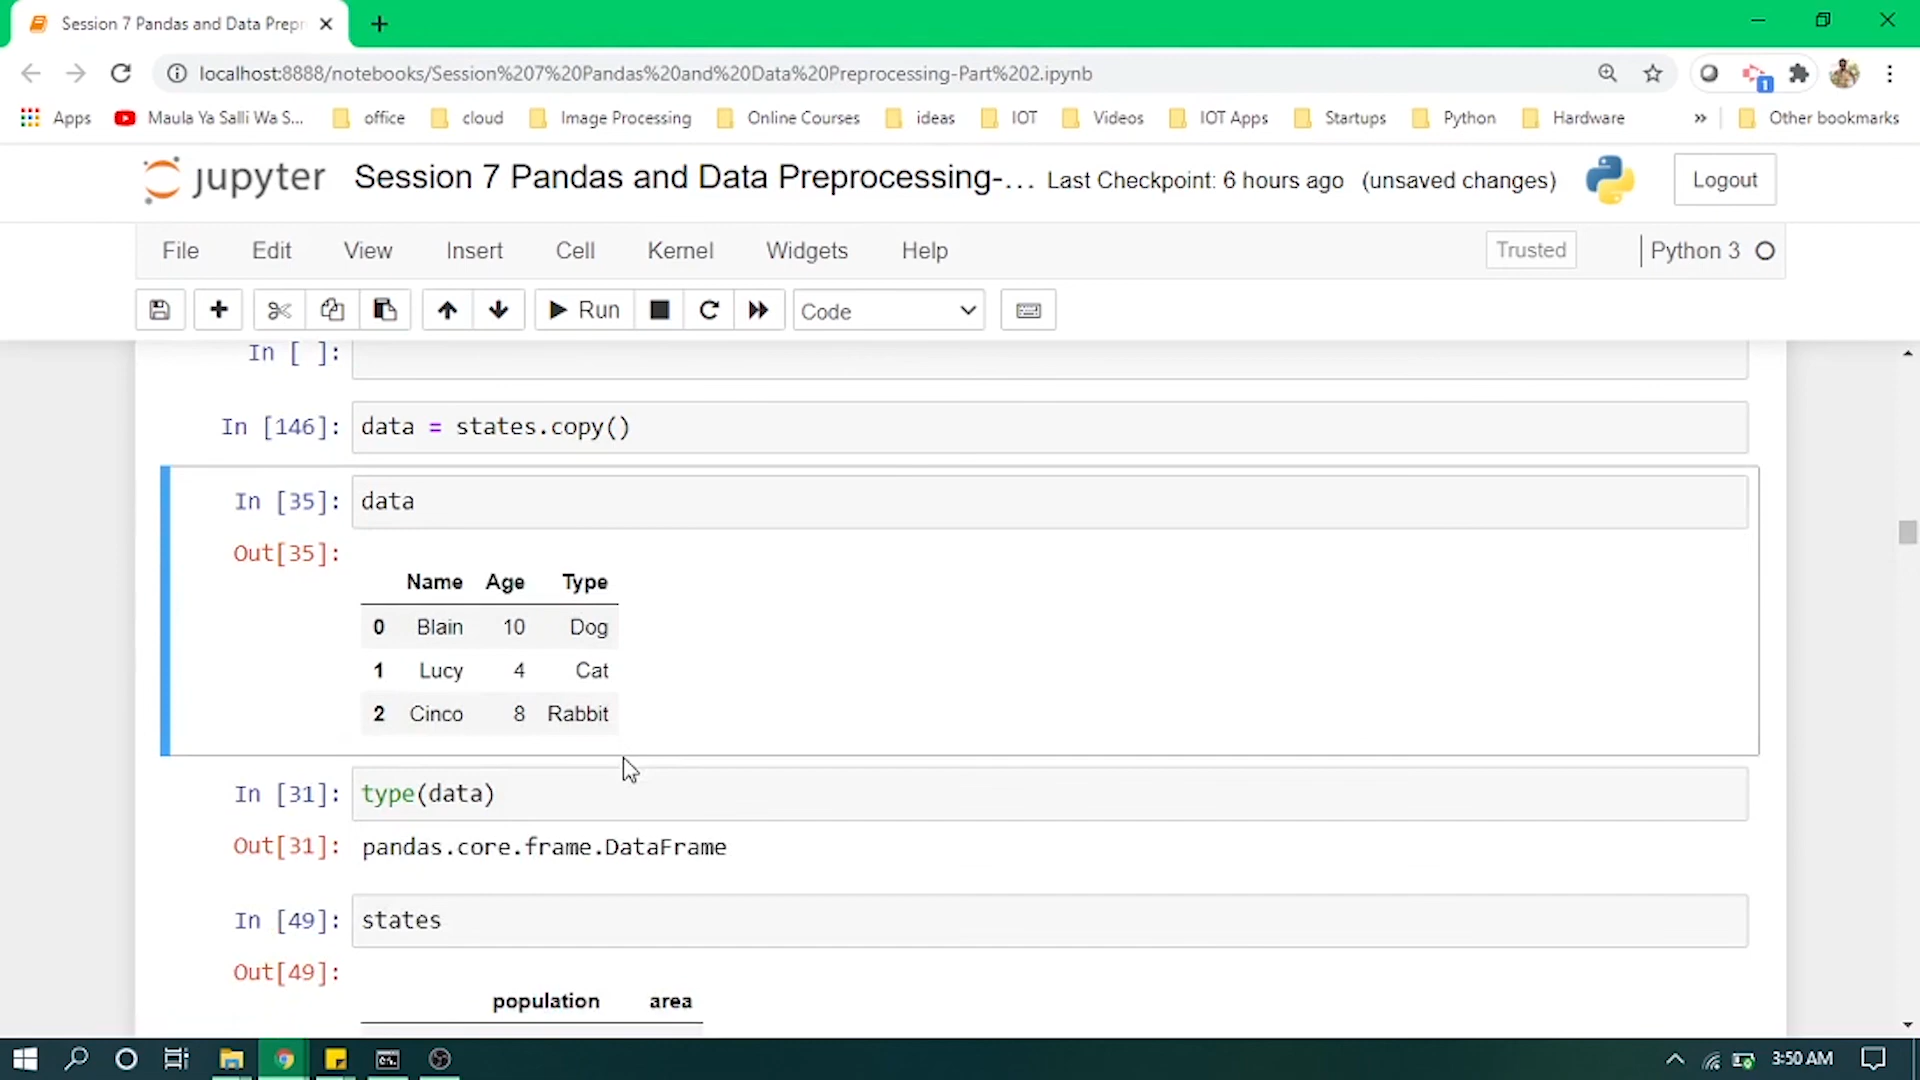 Session 7 Pandas and Data Prepr
localhost:8888/notebooks/Session%207%20Pandas%20and%20Data%20Preprocessing-Part%202.ipynb
1
Apps Maula Ya Salli Wa S... office cloud Image Processing Online Courses ideas IOT Videos IOT Apps Startups Python Hardware » Other bookmarks
jupyter Session 7 Pandas and Data Preprocessing-... Last Checkpoint: 6 hours ago (unsaved changes) Logout
File Edit View Insert Cell Kernel Widgets Help Trusted Python 3
Run Code
In [ ]:
In [146]: data = states.copy()
In [35]: data
Out[35]:
Name Age Type
0 Blain 10 Dog
1 Lucy 4 Cat
2 Cinco 8 Rabbit
In [31]: type(data)
Out[31]: pandas.core.frame.DataFrame
In [49]: states
Out[49]:
population area
3:50 AM